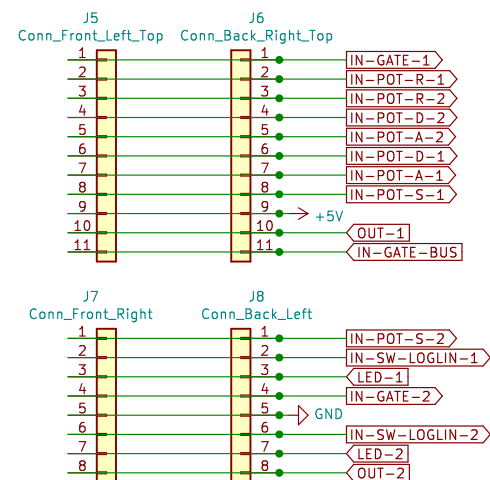 J5 J6
Conn_Front_Left_Top Conn_Back_Right_Top
1 1 IN-GATE-1
2 2 IN-POT-R-1
3 3 IN-POT-R-2
4 4 IN-POT-D-2
5 5 IN-POT-A-2
6 6 IN-POT-D-1
7 7 IN-POT-A-1
8 8 IN-POT-S-1
9 9 +5V
10 10 OUT-1
11 11 IN-GATE-BUS
J7 J8
Conn_Front_Right Conn_Back_Left
1 1 IN-POT-S-2
2 2 IN-SW-LOGLIN-1
3 3 LED-1
4 4 IN-GATE-2
5 5 GND
6 6 IN-SW-LOGLIN-2
7 7 LED-2
8 8 OUT-2